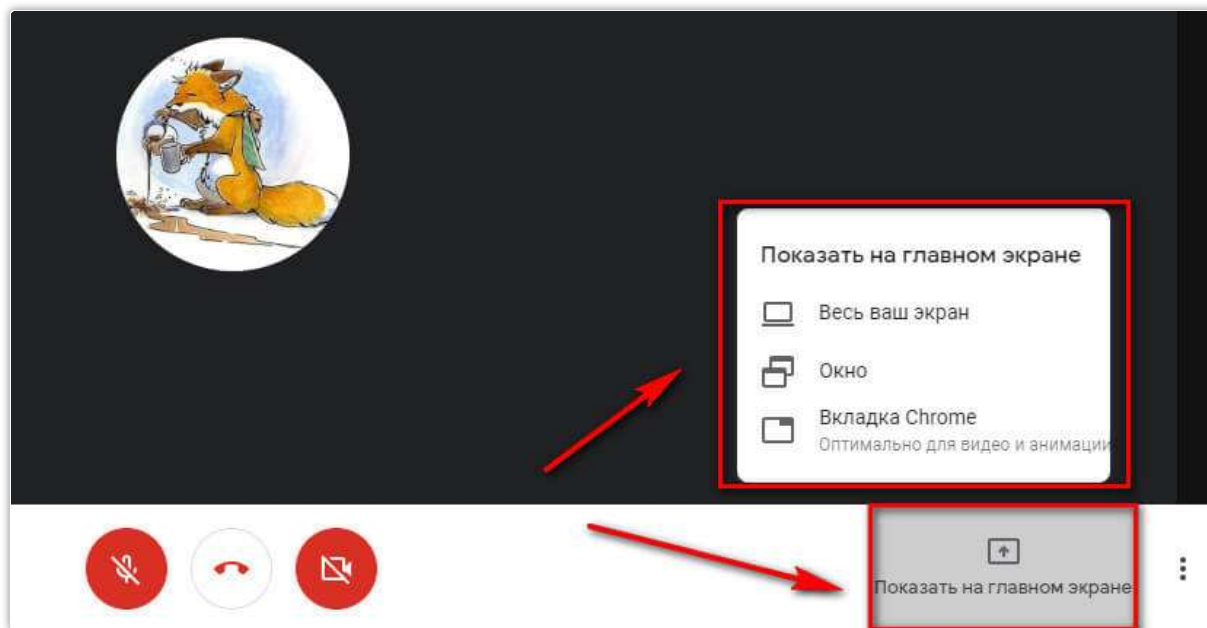 Показать на главном экране
Весь ваш экран
Окно
Вкладка Chrome
Оптимально для видео и анимации
Показать на главном экране